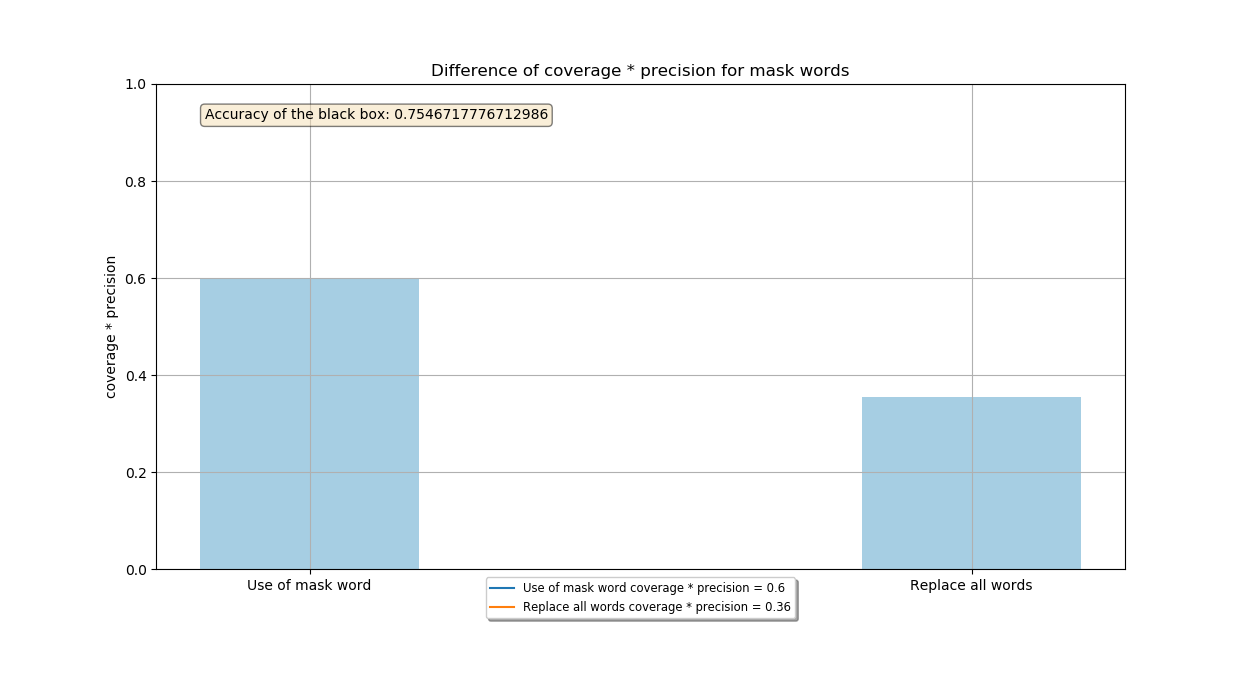 Difference of coverage * precision for mask words
1.0
Accuracy of the black box: 0.7546717776712986
0.8
0.6
0.4
0.2
0.0
coverage * precision
Use of mask word
Replace all words
Use of mask word coverage * precision = 0.6
Replace all words coverage * precision = 0.36